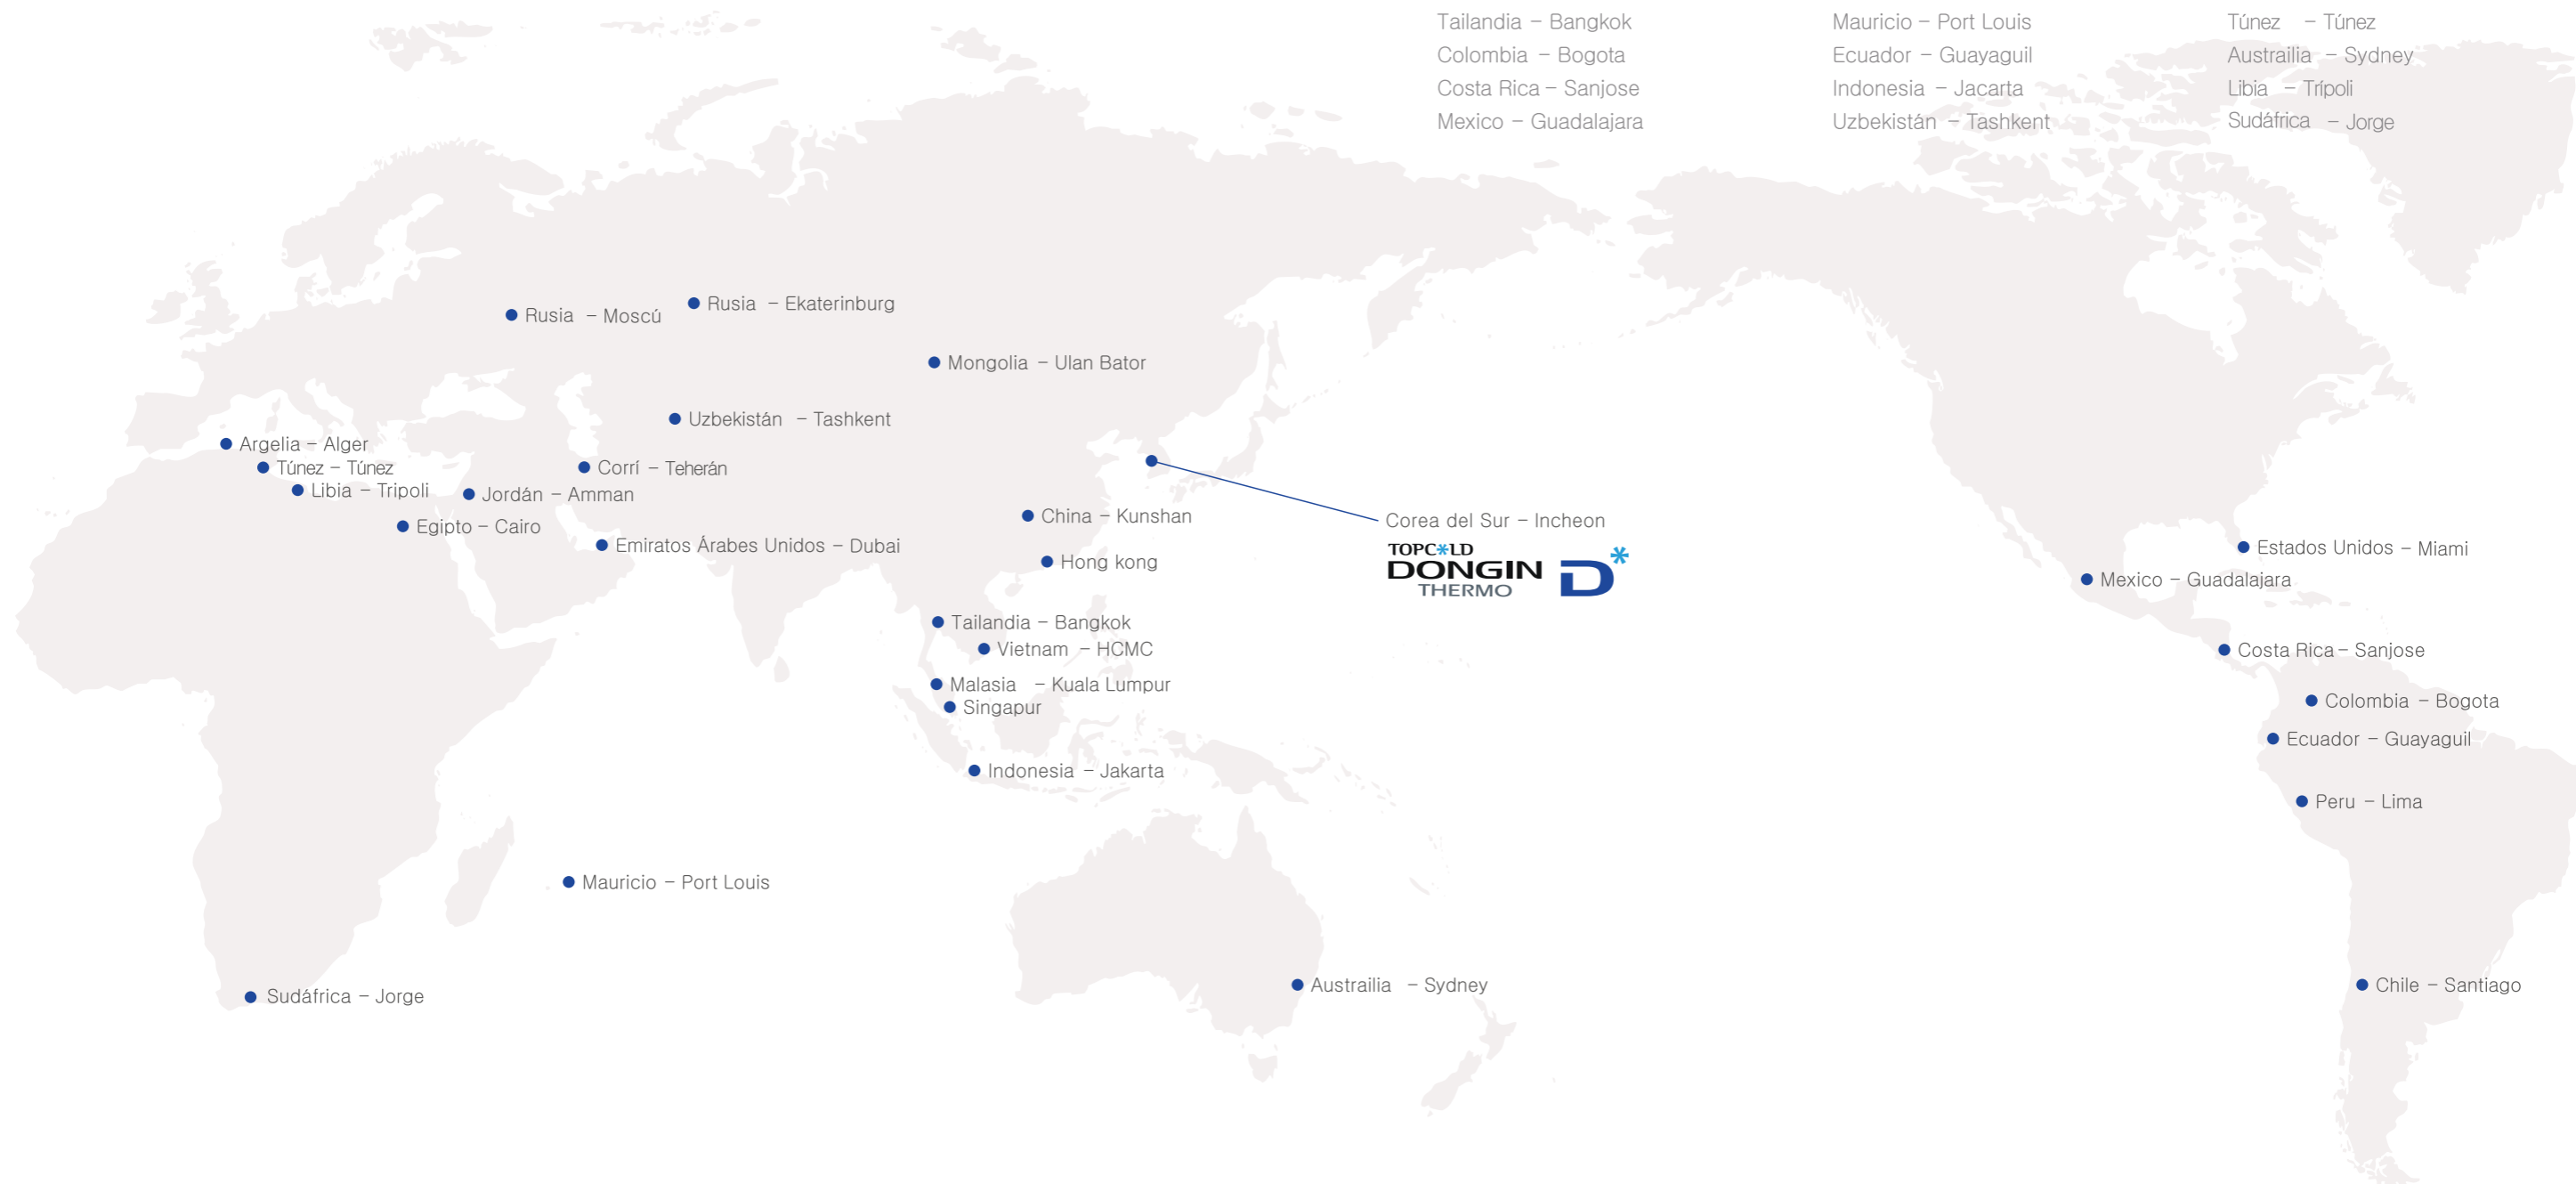 Tailandia – Bangkok
Colombia – Bogota
Costa Rica – Sanjose
Mexico – Guadalajara
Mauricio – Port Louis
Ecuador – Guayaguil
Indonesia – Jacarta
Uzbekistán – Tashkent
Túnez – Túnez
Austrailia – Sydney
Libia – Trípoli
Sudáfrica – Jorge
Rusia – Ekaterinburg
Rusia – Moscú
Mongolia – Ulan Bator
Uzbekistán – Tashkent
Argelia – Alger
Túnez – Túnez
Corrí – Teherán
Libia – Tripoli
Jordán – Amman
Egipto – Cairo
Emiratos Árabes Unidos – Dubai
China – Kunshan
Hong kong
Corea del Sur – Incheon
TOPC*LD
DONGIN D*
THERMO
Estados Unidos – Miami
Mexico – Guadalajara
Tailandia – Bangkok
Vietnam – HCMC
Malasia – Kuala Lumpur
Singapur
Indonesia – Jakarta
Costa Rica – Sanjose
Colombia – Bogota
Ecuador – Guayaguil
Peru – Lima
Mauricio – Port Louis
Sudáfrica – Jorge
Austrailia – Sydney
Chile – Santiago